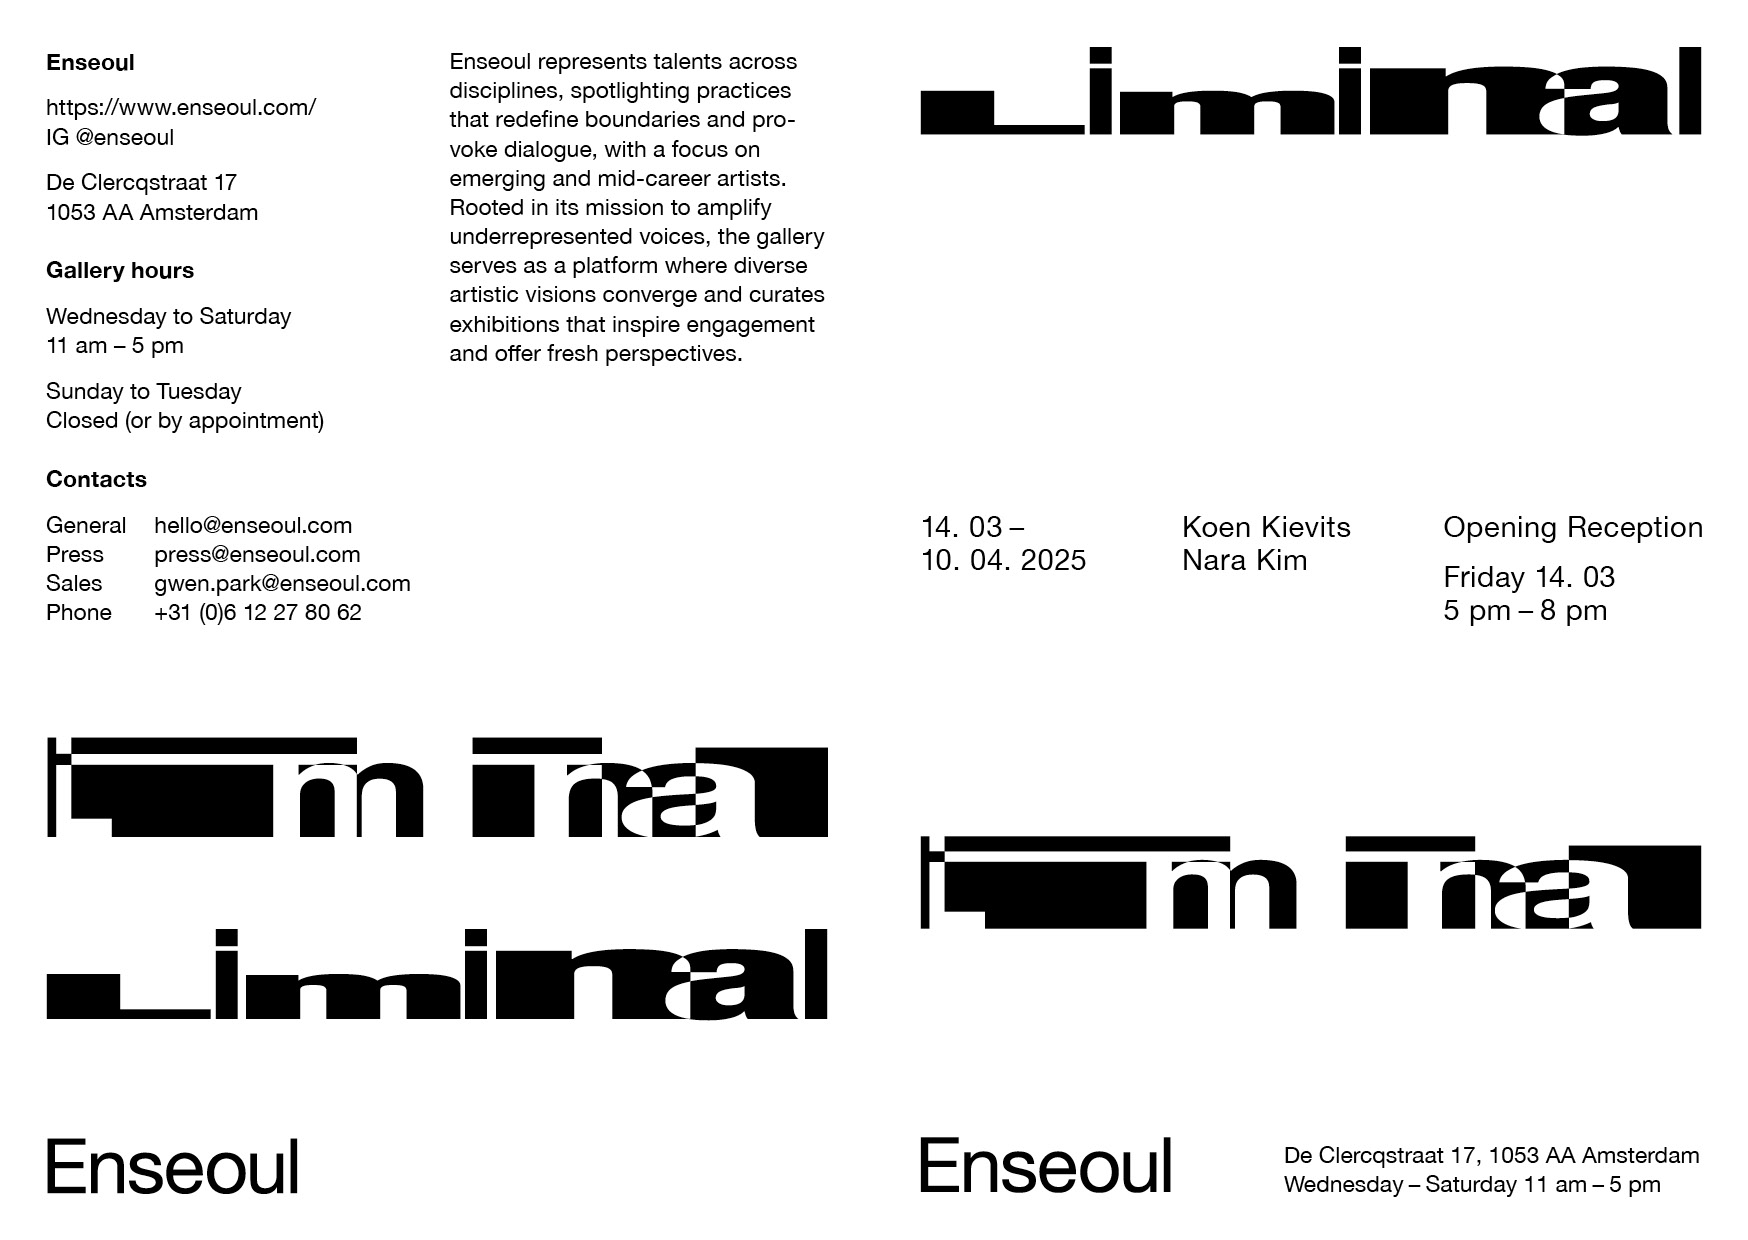 Enseoul
https://www.enseoul.com/
IG @enseoul
De Clercqstraat 17
1053 AA Amsterdam
Gallery hours
Wednesday to Saturday
11 am – 5 pm
Sunday to Tuesday
Closed (or by appointment)
Contacts
General hello@enseoul.com
Press press@enseoul.com
Sales gwen.park@enseoul.com
Phone +31 (0)6 12 27 80 62
Enseoul represents talents across
disciplines, spotlighting practices
that redefine boundaries and pro-
voke dialogue, with a focus on
emerging and mid-career artists.
Rooted in its mission to amplify
underrepresented voices, the gallery
serves as a platform where diverse
artistic visions converge and curates
exhibitions that inspire engagement
and offer fresh perspectives.
Liminal
Liminal
Enseoul
Liminal
14. 03 –
10. 04. 2025
Koen Kievits
Nara Kim
Opening Reception
Friday 14. 03
5 pm – 8 pm
Liminal
Enseoul
De Clercqstraat 17, 1053 AA Amsterdam
Wednesday – Saturday 11 am – 5 pm